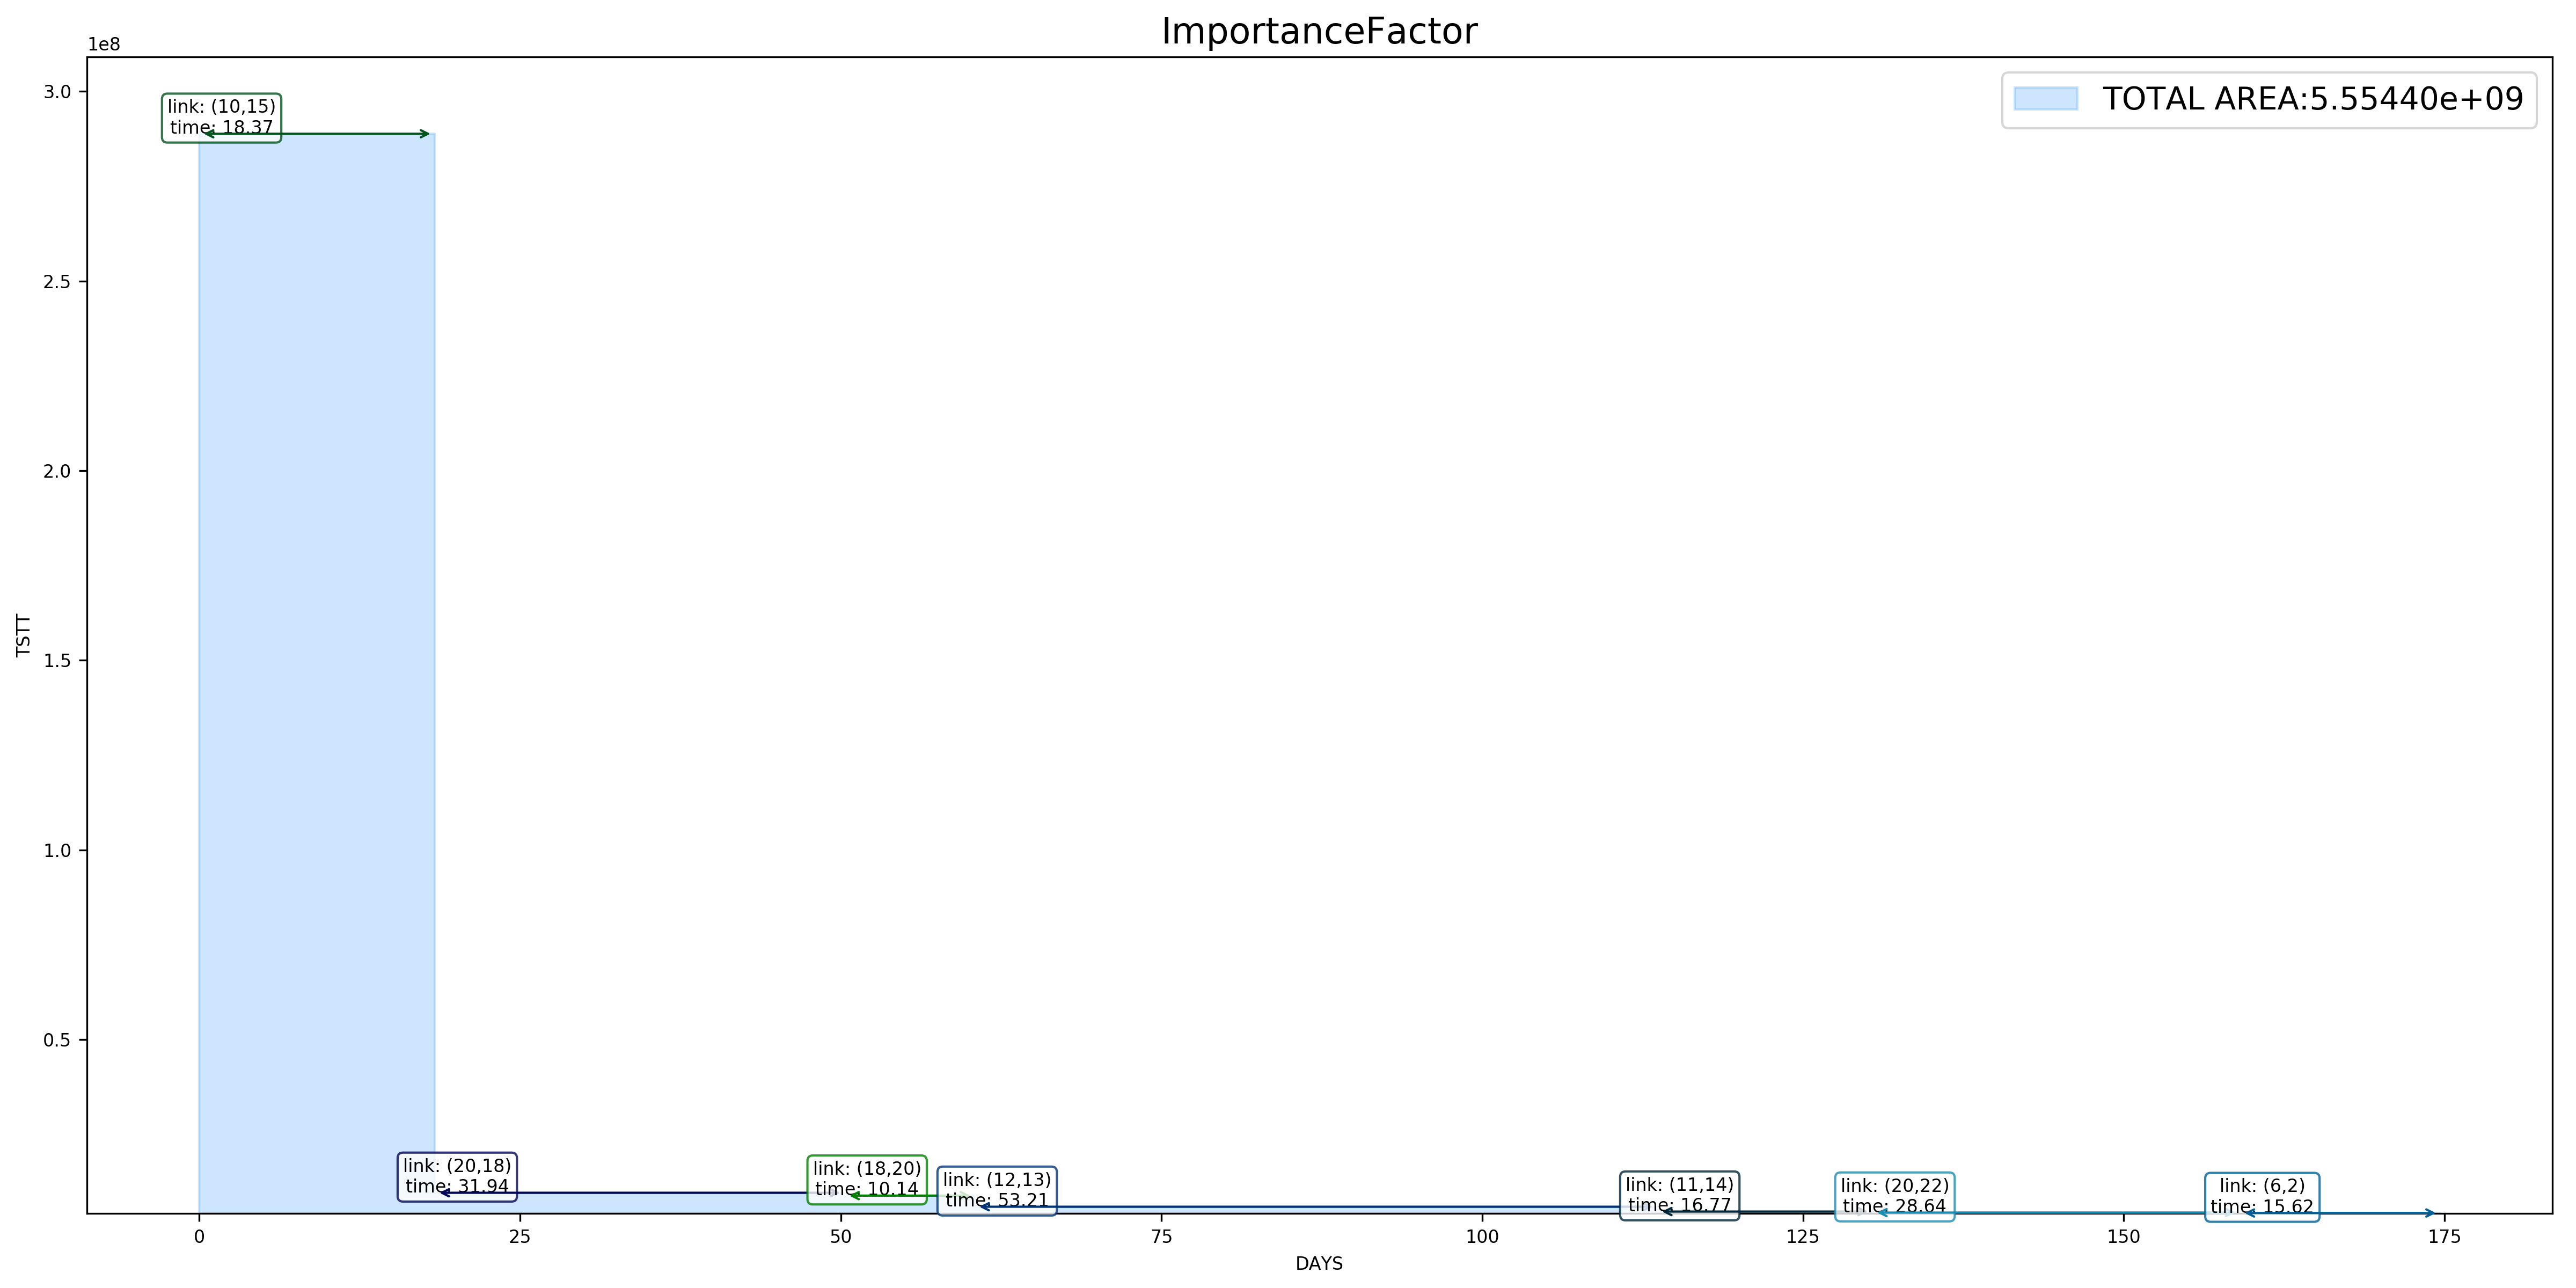 ImportanceFactor
1e8
TOTAL AREA:5.55440e+09
3.0
2.5
2.0
1.5
1.0
0.5
TSTT
link: (10,15)
time: 18.37
link: (20,18)
time: 31.94
link: (18,20)
time: 10.14
link: (12,13)
time: 53.21
link: (11,14)
time: 16.77
link: (20,22)
time: 28.64
link: (6,2)
time: 15.62
0
25
50
75
100
125
150
175
DAYS